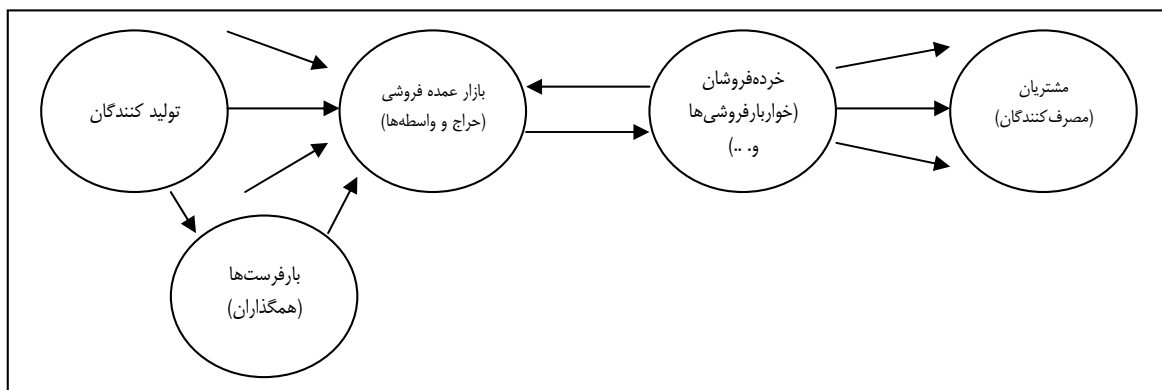 تولید کنندگان
بازار عمده فروشی
(حراج و واسطه‌ها)
خرده‌فروشان
(خواربارفروشی‌ها
و. ..)
مشتریان
(مصرف‌کنندگان)
بارفرست‌ها
(همگذاران)